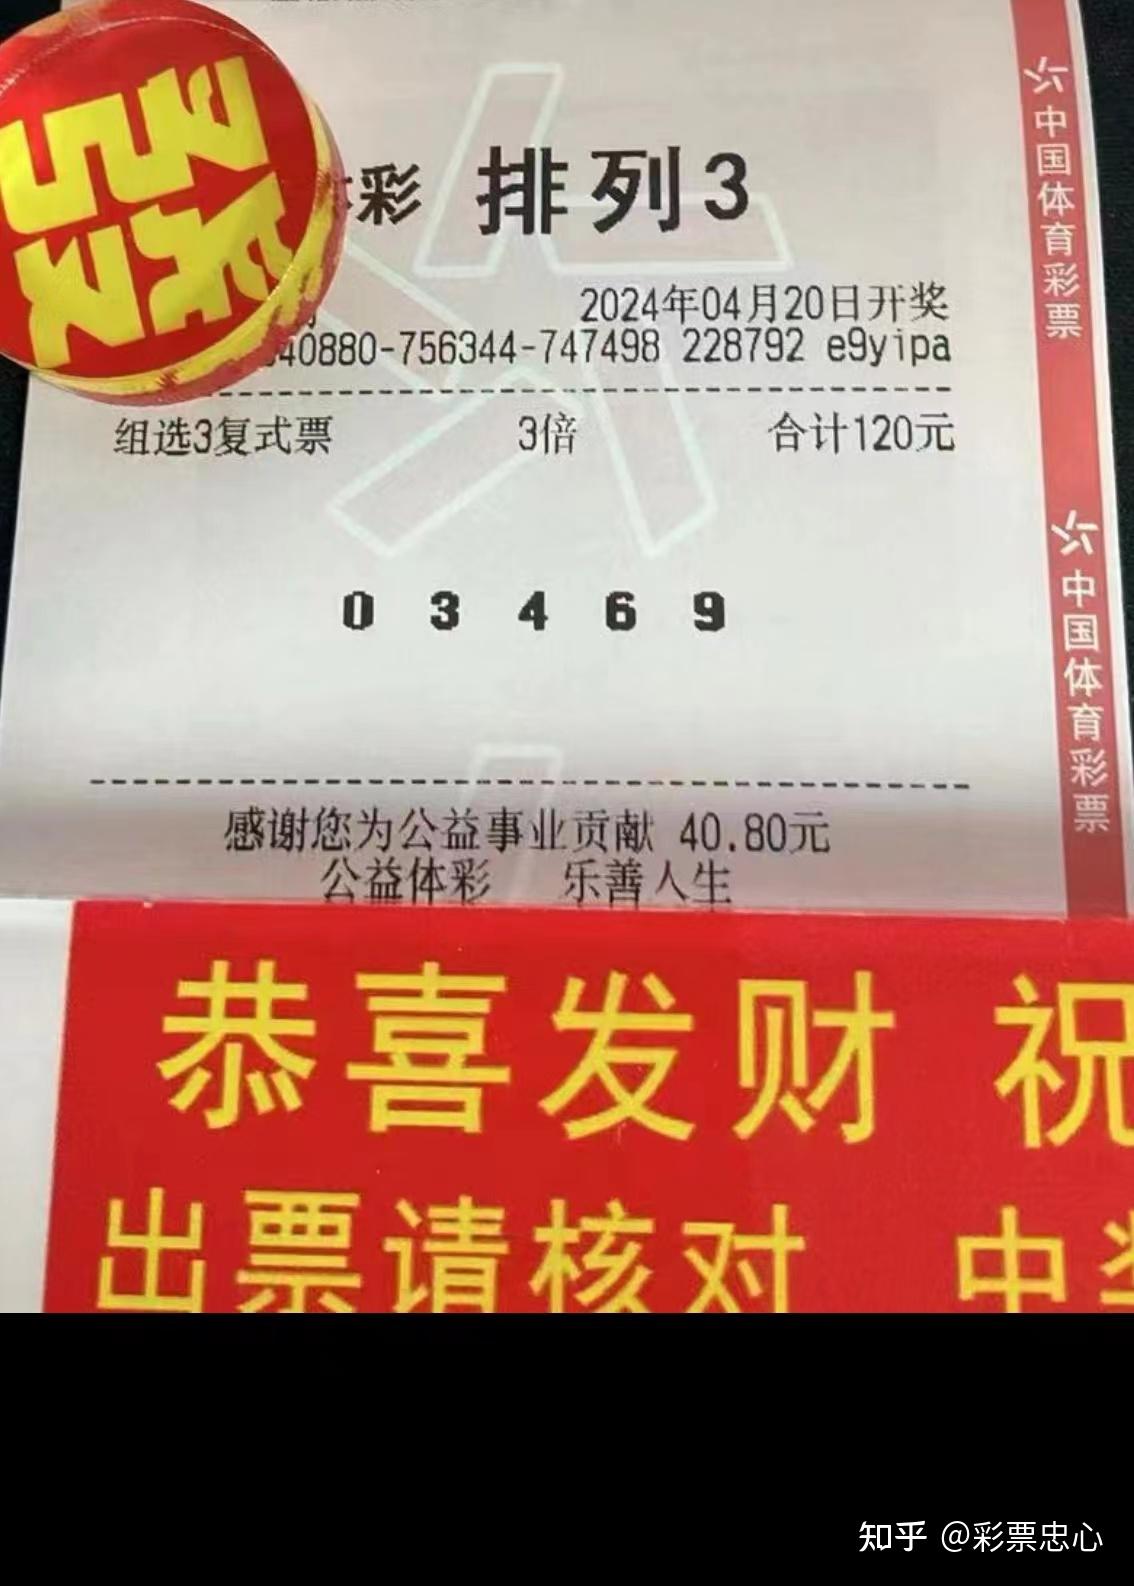 彩 排列3
2024年04月20日开奖
40880-756344-747498 228792 e9yipa
组选3复式票 3倍 合计120元
0 3 4 6 9
感谢您为公益事业贡献 40.80元
公益体彩 乐善人生
中国体育彩票
中国体育彩票
恭喜发财 祝
出票请核对 中
知乎 @彩票忠心